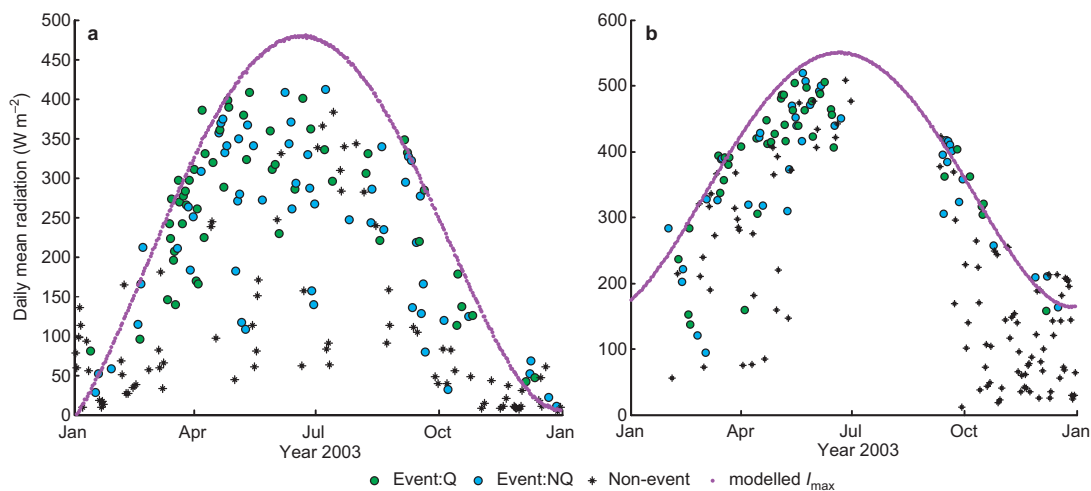 a
b
Daily mean radiation (W m−2)
500
450
400
350
300
250
200
150
100
50
0
Jan
Apr
Jul
Oct
Jan
Year 2003
600
500
400
300
200
100
0
Jan
Apr
Jul
Oct
Jan
Year 2003
Event:Q Event:NQ Non-event modelled Imax